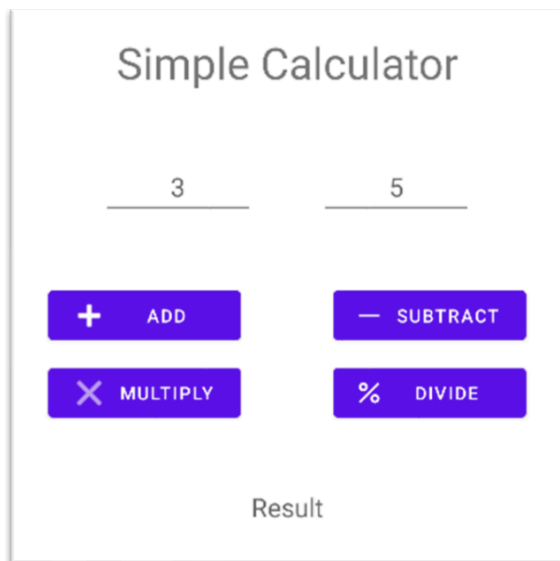 Simple Calculator
3 5
+ ADD — SUBTRACT
× MULTIPLY % DIVIDE
Result